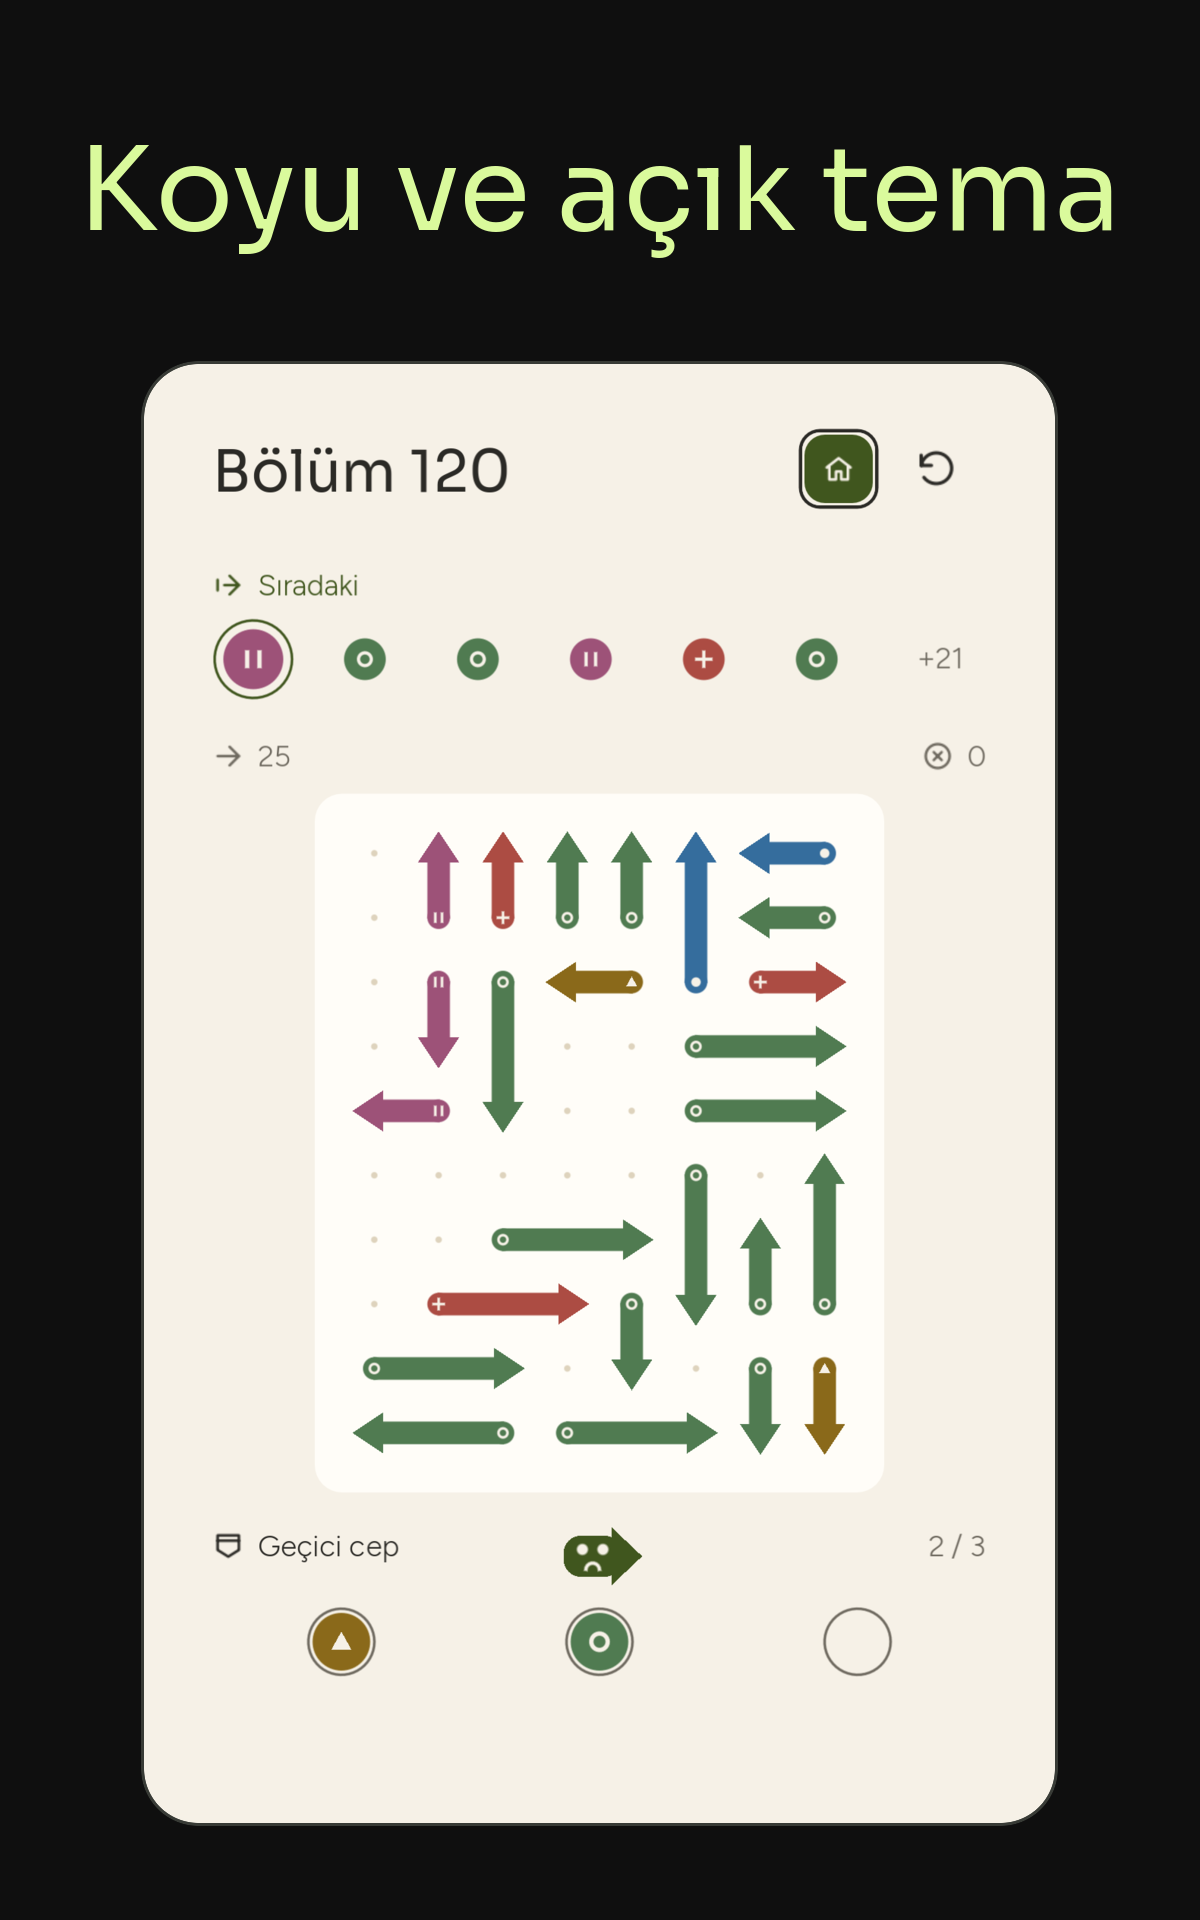 Koyu ve açık tema
Bölüm 120
Sıradaki
+21
25
0
Geçici cep
2 / 3